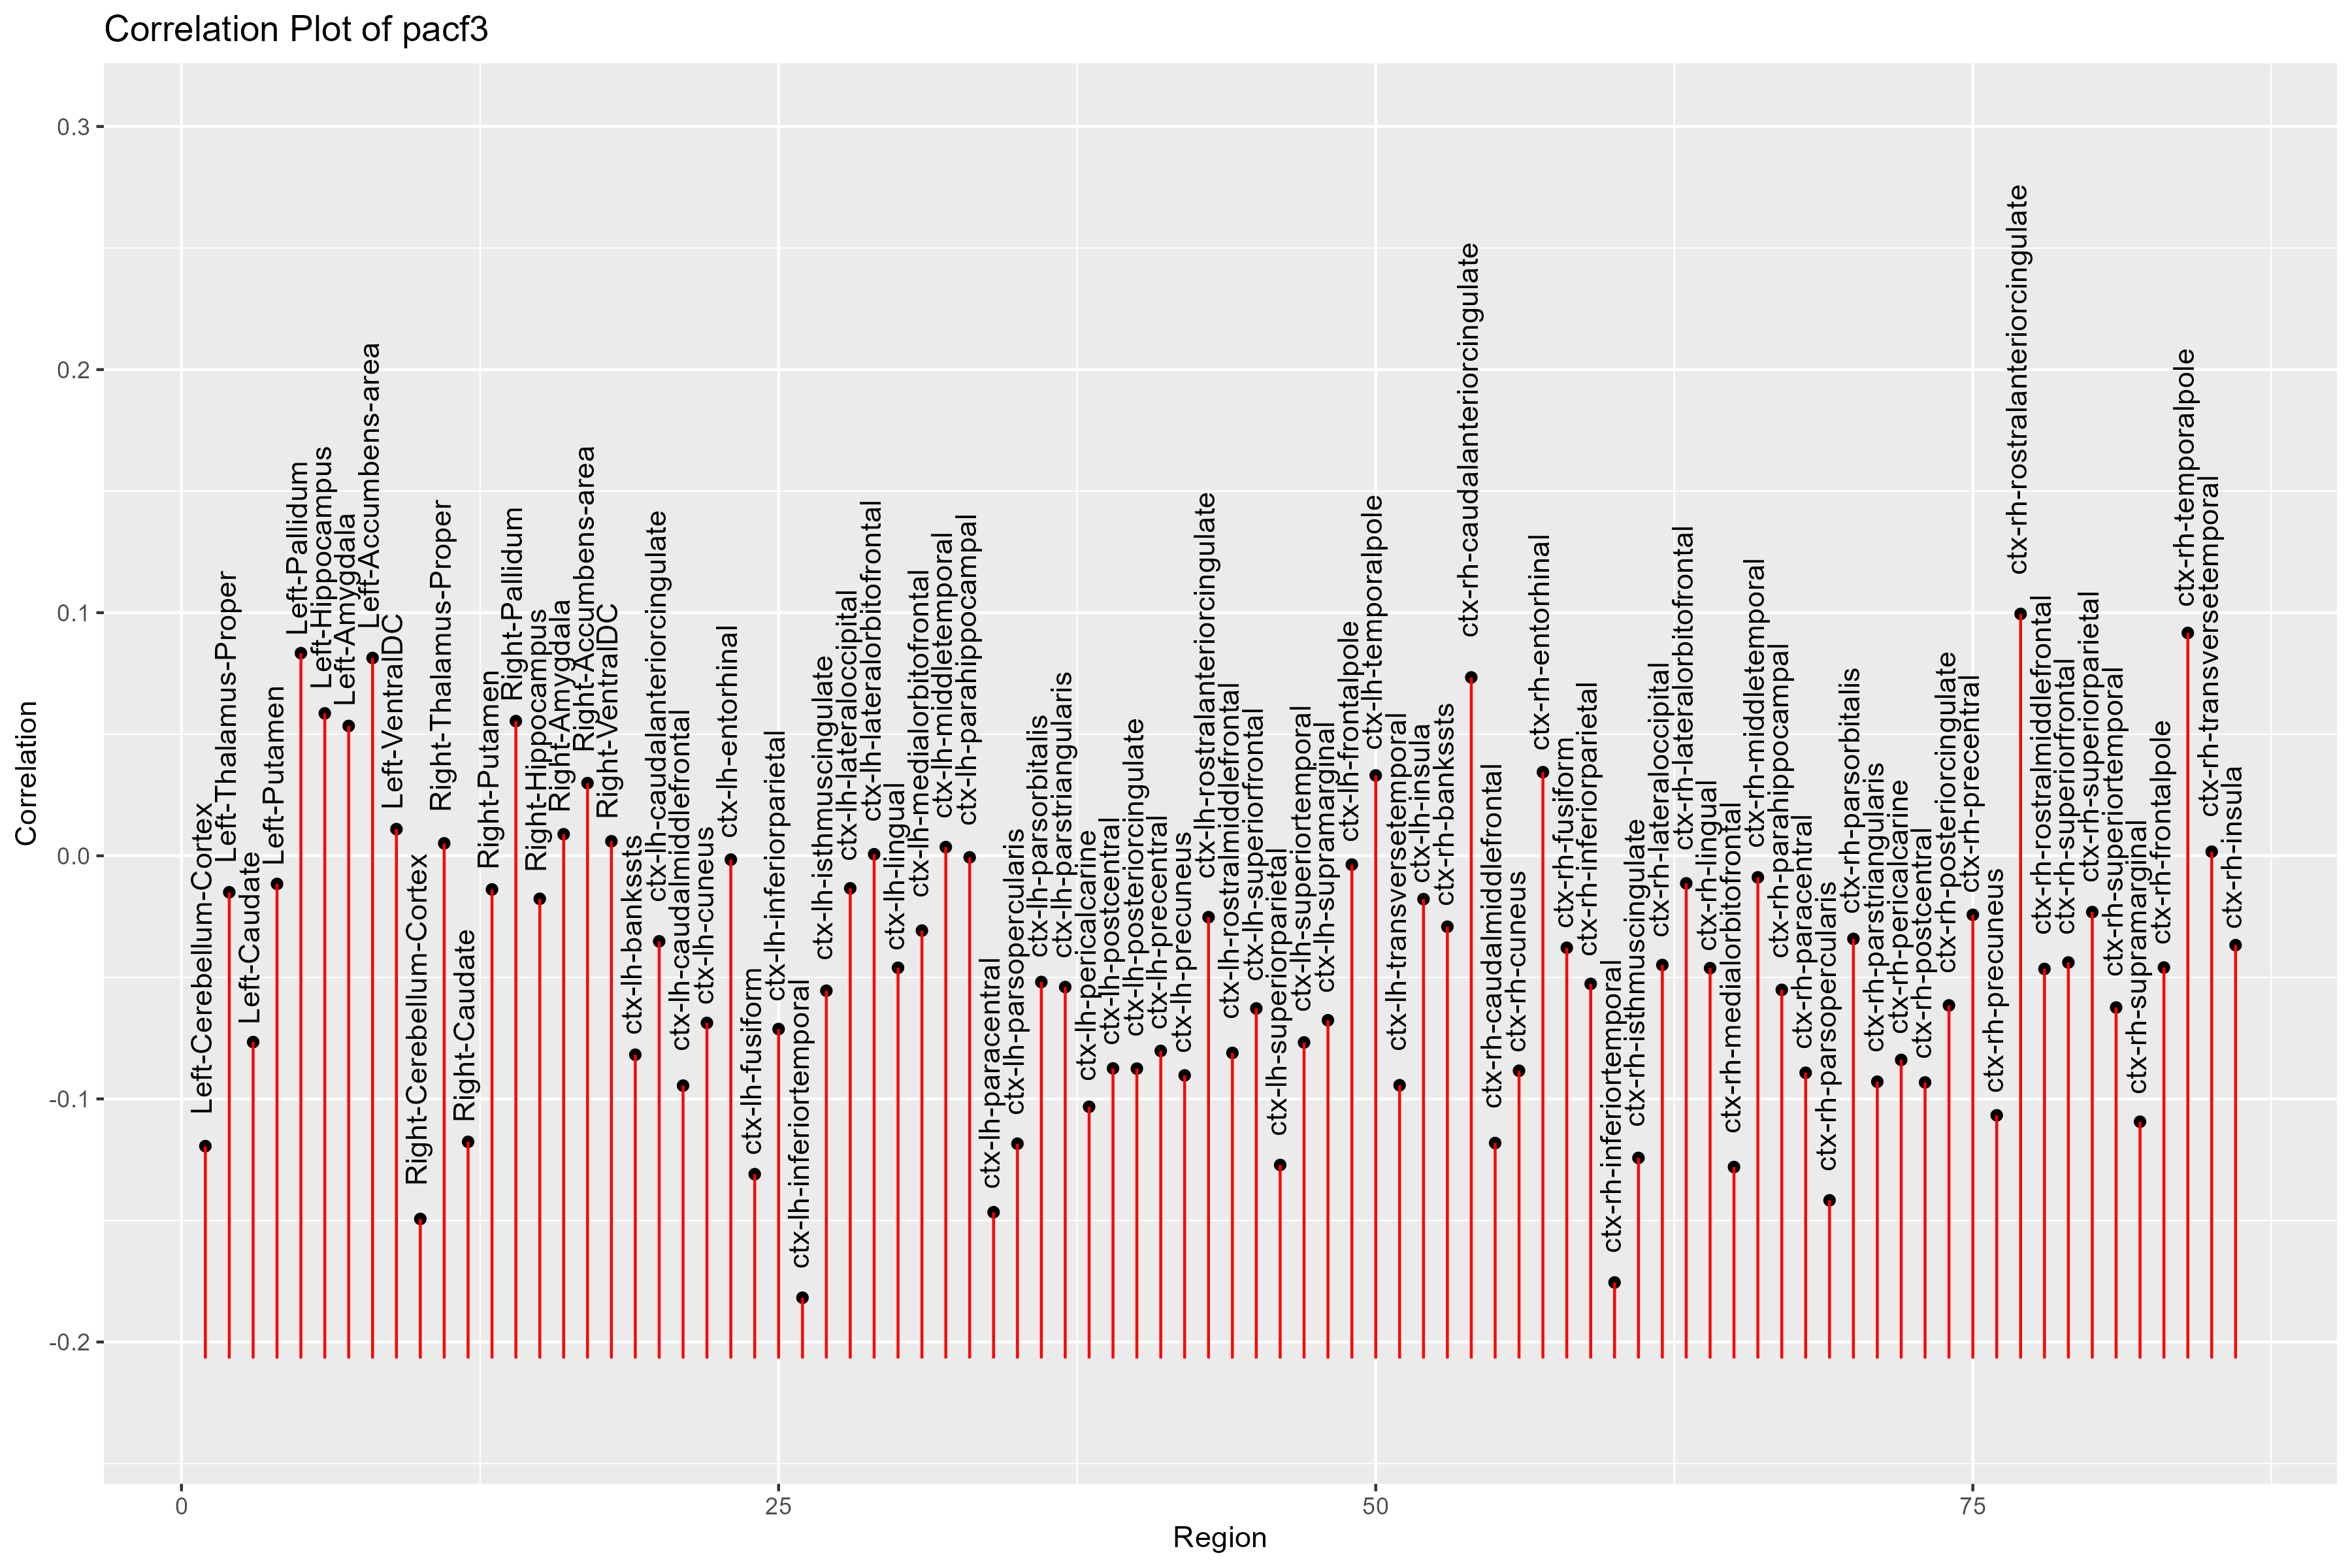 Correlation Plot of pacf3
Correlation
0.3
0.2
0.1
0.0
-0.1
-0.2
Left-Cerebellum-Cortex
Left-Thalamus-Proper
Left-Caudate
Left-Putamen
Left-Pallidum
Left-Hippocampus
Left-Amygdala
Left-Accumbens-area
Left-VentralDC
Right-Cerebellum-Cortex
Right-Thalamus-Proper
Right-Caudate
Right-Putamen
Right-Pallidum
Right-Hippocampus
Right-Amygdala
Right-Accumbens-area
Right-VentralDC
ctx-lh-bankssts
ctx-lh-caudalanteriorcingulate
ctx-lh-caudalmiddlefrontal
ctx-lh-cuneus
ctx-lh-entorhinal
ctx-lh-fusiform
ctx-lh-inferiorparietal
ctx-lh-inferiortemporal
ctx-lh-isthmuscingulate
ctx-lh-lateraloccipital
ctx-lh-lateralorbitofrontal
ctx-lh-lingual
ctx-lh-medialorbitofrontal
ctx-lh-middletemporal
ctx-lh-parahippocampal
ctx-lh-paracentral
ctx-lh-parsopercularis
ctx-lh-parsorbitalis
ctx-lh-parstriangularis
ctx-lh-pericalcarine
ctx-lh-postcentral
ctx-lh-posteriorcingulate
ctx-lh-precentral
ctx-lh-precuneus
ctx-lh-rostralanteriorcingulate
ctx-lh-rostralmiddlefrontal
ctx-lh-superiorfrontal
ctx-lh-superiorparietal
ctx-lh-superiortemporal
ctx-lh-supramarginal
ctx-lh-frontalpole
ctx-lh-temporalpole
ctx-lh-transversetemporal
ctx-lh-insula
ctx-rh-bankssts
ctx-rh-caudalanteriorcingulate
ctx-rh-caudalmiddlefrontal
ctx-rh-cuneus
ctx-rh-entorhinal
ctx-rh-fusiform
ctx-rh-inferiorparietal
ctx-rh-inferiortemporal
ctx-rh-isthmuscingulate
ctx-rh-lateraloccipital
ctx-rh-lateralorbitofrontal
ctx-rh-lingual
ctx-rh-medialorbitofrontal
ctx-rh-middletemporal
ctx-rh-parahippocampal
ctx-rh-paracentral
ctx-rh-parsopercularis
ctx-rh-parsorbitalis
ctx-rh-parstriangularis
ctx-rh-pericalcarine
ctx-rh-postcentral
ctx-rh-posteriorcingulate
ctx-rh-precentral
ctx-rh-precuneus
ctx-rh-rostralanteriorcingulate
ctx-rh-rostralmiddlefrontal
ctx-rh-superiorfrontal
ctx-rh-superiorparietal
ctx-rh-superiortemporal
ctx-rh-supramarginal
ctx-rh-frontalpole
ctx-rh-temporalpole
ctx-rh-transversetemporal
ctx-rh-insula
0
25
50
75
Region